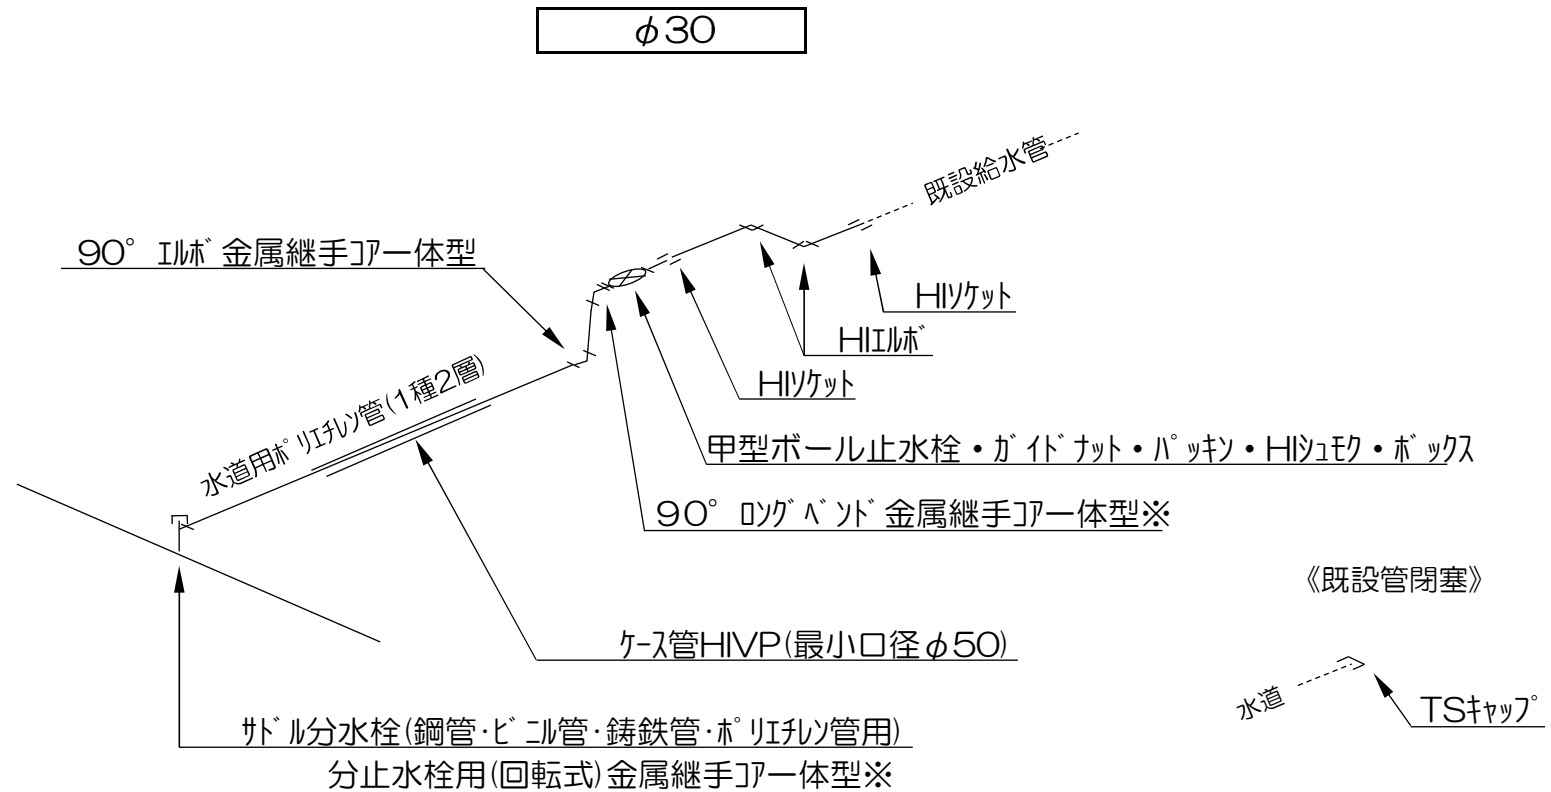 φ30
既設給水管
90°ｴﾙﾎﾞ金属継手ｺｱ一体型
HIｿｹｯﾄ
HIｴﾙﾎﾞ
HIｿｹｯﾄ
水道用ﾎﾟﾘｴﾁﾚﾝ管(1種2層)
甲型ボール止水栓・ｶﾞｲﾄﾞﾅｯﾄ・ﾊﾟｯｷﾝ・HIｼｭﾓｸ・ﾎﾞｯｸｽ
90°ﾛﾝｸﾞﾍﾞﾝﾄﾞ金属継手ｺｱ一体型※
《既設管閉塞》
ｹｰｽ管HIVP(最小口径φ50)
水道
TSｷｬｯﾌﾟ
ｻﾄﾞﾙ分水栓(鋼管･ﾋﾞﾆﾙ管･鋳鉄管･ﾎﾟﾘｴﾁﾚﾝ管用)
分止水栓用(回転式)金属継手ｺｱ一体型※